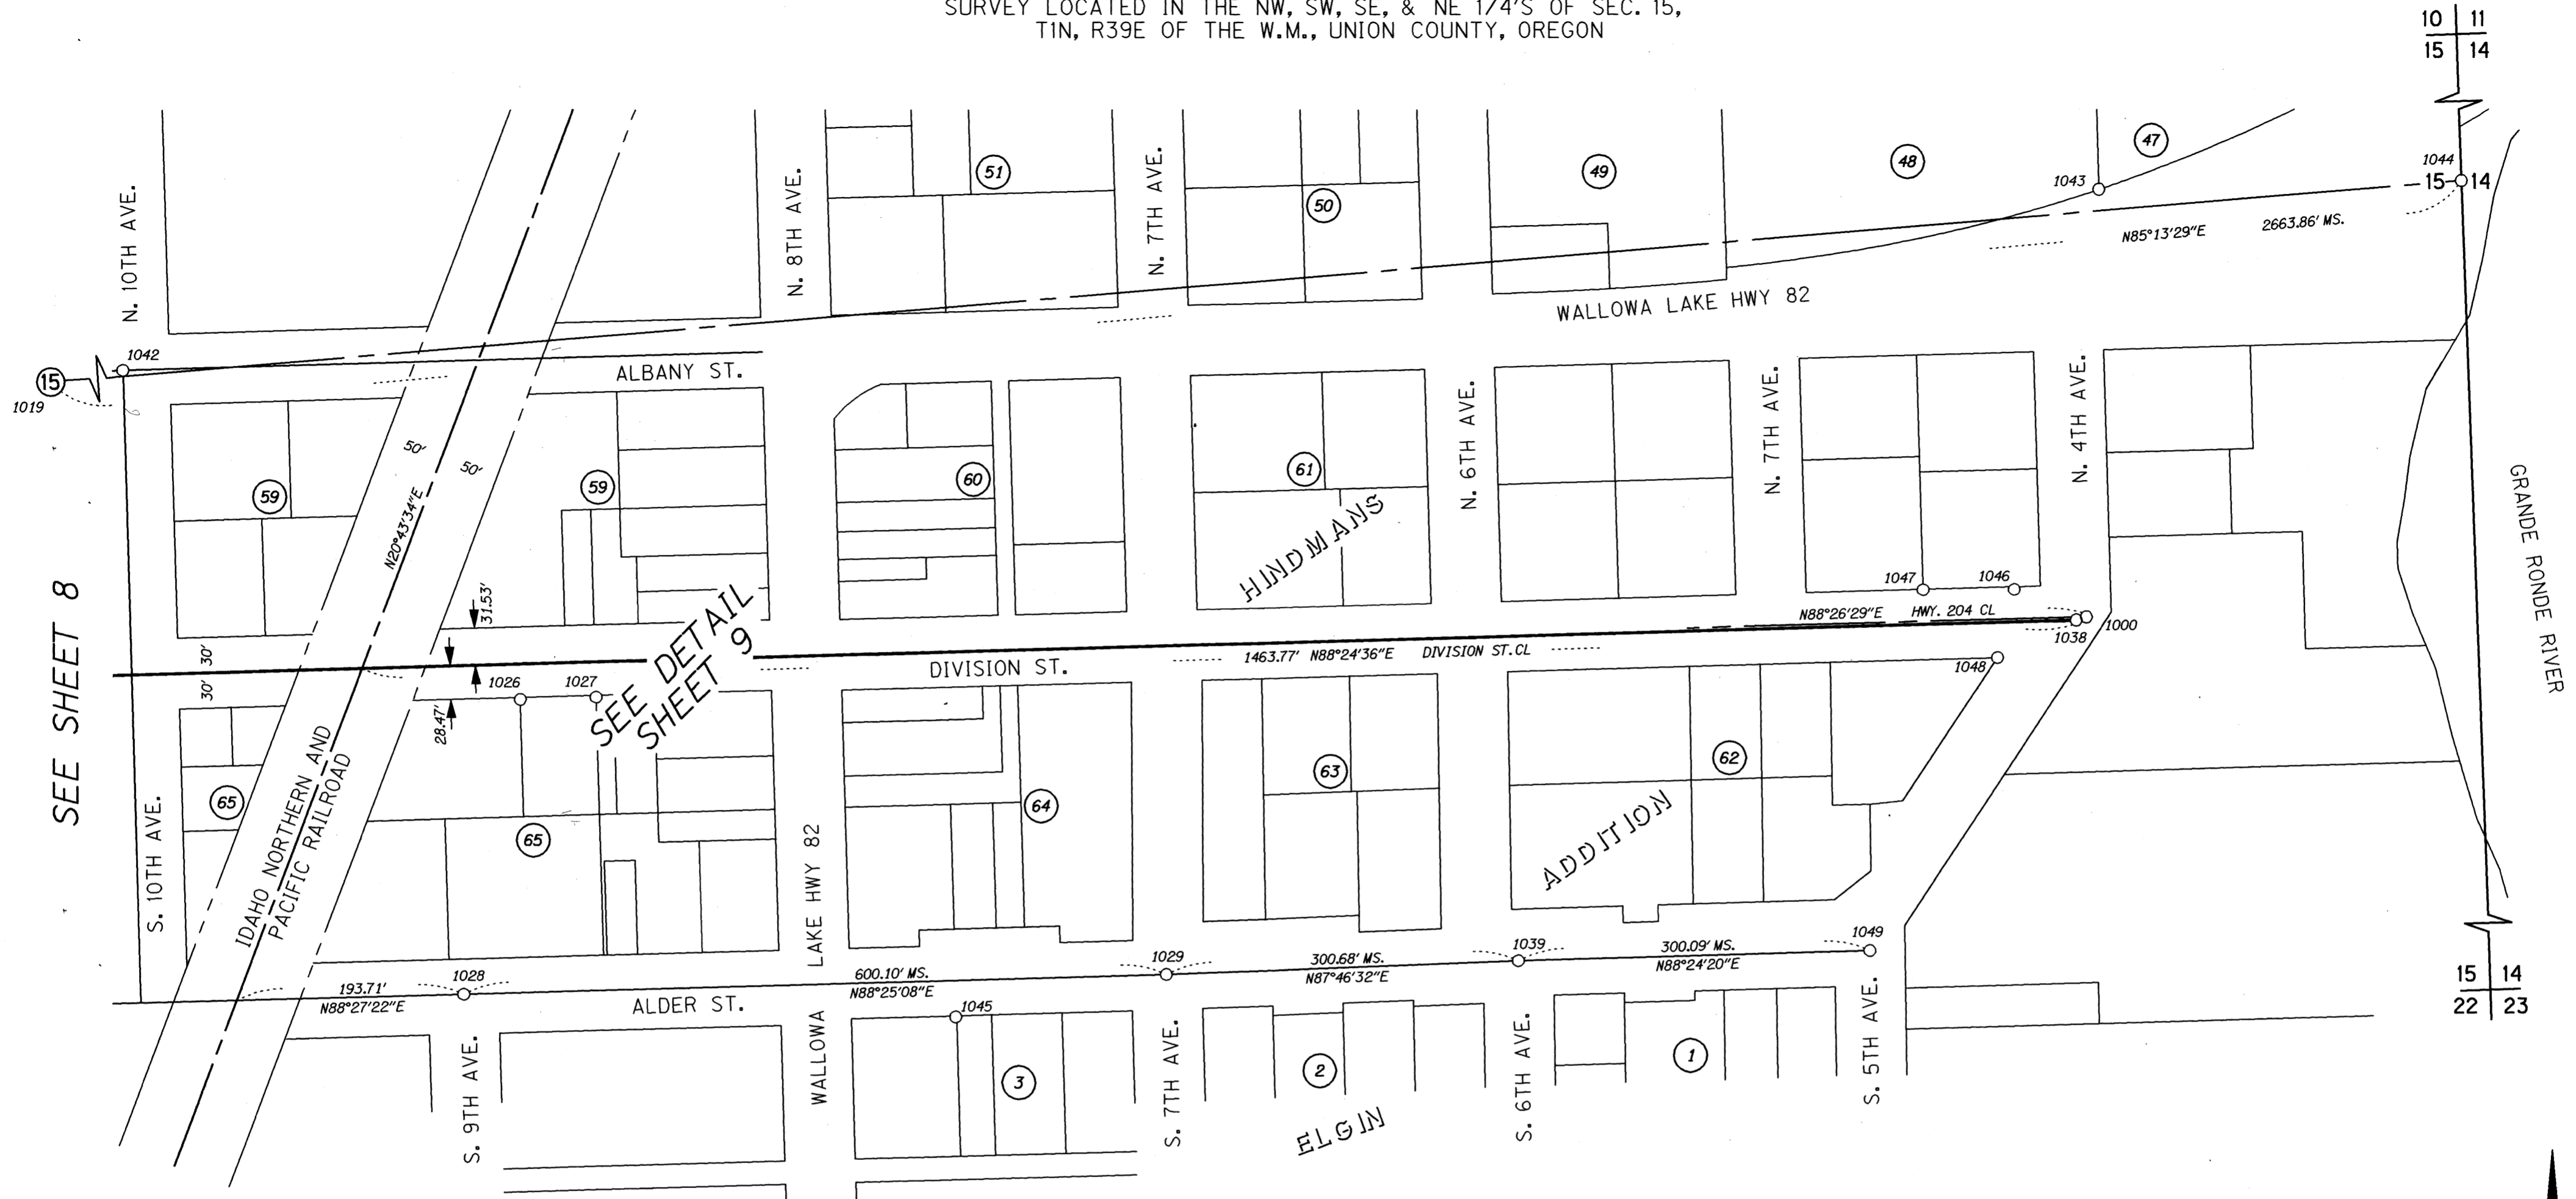 SURVEY LOCATED IN THE NW, SW, SE, & NE 1/4'S OF SEC. 15,
T1N, R39E OF THE W.M., UNION COUNTY, OREGON
10 11
15 14
N. 10TH AVE.
N. 8TH AVE.
51
N. 7TH AVE.
50
49
48
47
1043
1044
15 14
N85°13'29"E 2663.86' MS.
WALLOWA LAKE HWY 82
1042
15
1019
ALBANY ST.
59
50'
50'
N20°43'34"E
59
60
61
HINDMANS
N. 6TH AVE.
N. 7TH AVE.
N. 4TH AVE.
GRANDE RONDE RIVER
SEE SHEET 8
31.53'
SEE DETAIL
SHEET 9
1047
1046
N88°26'29"E HWY. 204 CL
1038
1000
30'
30'
1463.77' N88°24'36"E DIVISION ST.CL
DIVISION ST.
1026
1027
28.47'
1048
IDAHO NORTHERN AND
PACIFIC RAILROAD
65
65
64
63
62
ADDITION
S. 10TH AVE.
WALLOWA LAKE HWY 82
193.71'
N88°27'22"E
1028
ALDER ST.
600.10' MS.
N88°25'08"E
1029
300.68' MS.
N87°46'32"E
1039
300.09' MS.
N88°24'20"E
1049
15 14
22 23
1045
S. 9TH AVE.
3
S. 7TH AVE.
2
ELGIN
S. 6TH AVE.
1
S. 5TH AVE.